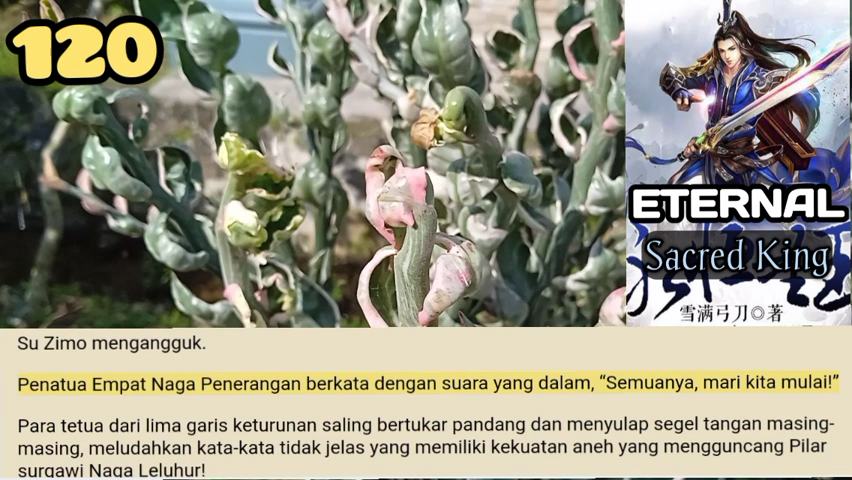 120
ETERNAL
Sacred King
雪满弓刀◎著
Su Zimo mengangguk.
Penatua Empat Naga Penerangan berkata dengan suara yang dalam, “Semuanya, mari kita mulai!”
Para tetua dari lima garis keturunan saling bertukar pandang dan menyulap segel tangan masing-
masing, meludahkan kata-kata tidak jelas yang memiliki kekuatan aneh yang mengguncang Pilar
surgawi Naga Leluhur!